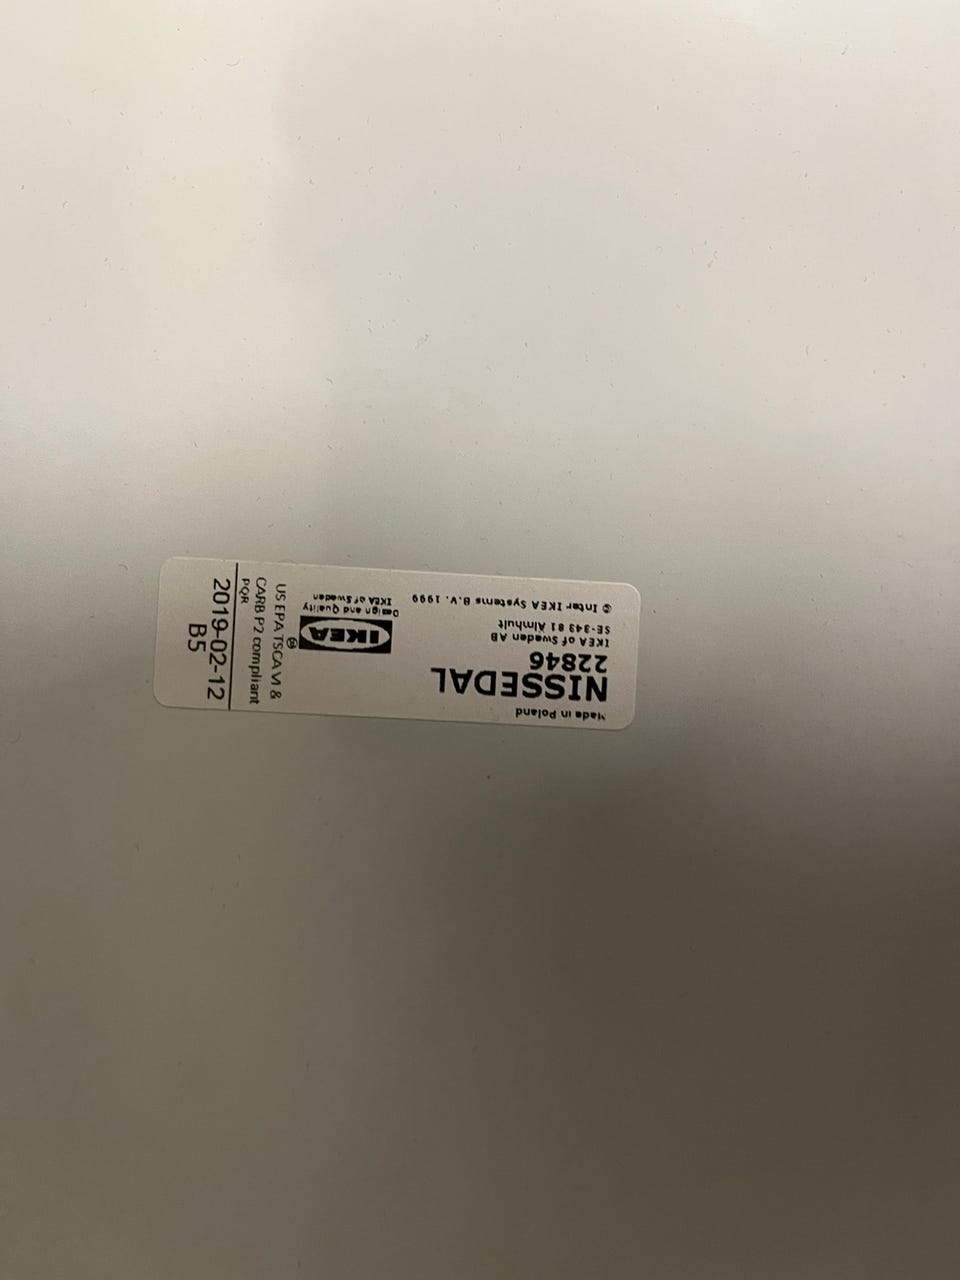 Made in Poland
NISSEDAL
22846
IKEA of Sweden AB
SE-343 81 Älmhult
© Inter IKEA Systems B.V. 1999
IKEA
Design and Quality
IKEA of Sweden
US EPA TSCA VI &
CARB P2 compliant
PQR
2019-02-12
B5